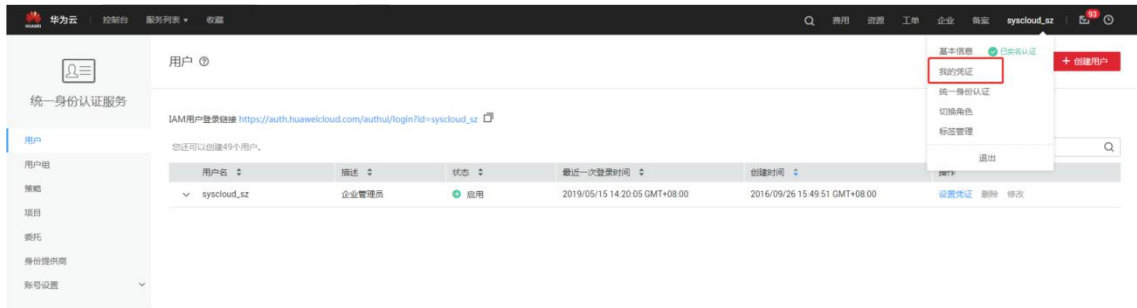 HUAWEI 华为云 控制台 服务列表 收藏 费用 资源 工单 企业 备案 syscloud_sz 93
统一身份认证服务
用户
用户组
策略
项目
委托
身份提供商
账号设置
用户
+ 创建用户
IAM用户登录链接 https://auth.huaweicloud.com/authui/login?id=syscloud_sz
您还可以创建49个用户。
用户名 描述 状态 最近一次登录时间 创建时间 操作
syscloud_sz 企业管理员 启用 2019/05/15 14:20:05 GMT+08:00 2016/09/26 15:49:51 GMT+08:00 设置凭证 删除 修改
基本信息 已实名认证
我的凭证
统一身份认证
切换角色
标签管理
退出